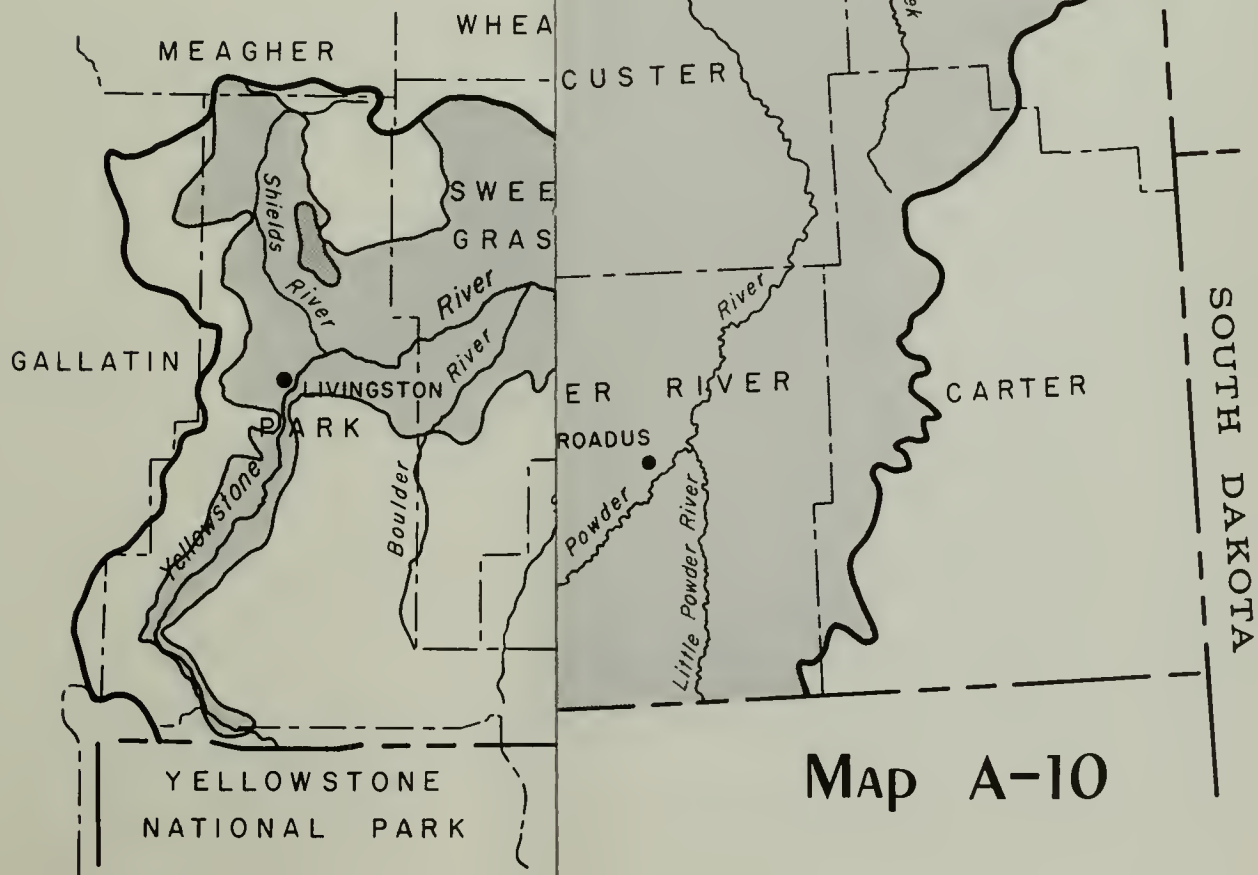 MEAGHER
WHEA
SWEE
GRAS
Shields
River
River
River
GALLATIN
LIVINGSTON
PARK
Yellowstone
Boulder
YELLOWSTONE
NATIONAL PARK
ek
CUSTER
River
ER RIVER
ROADUS
Powder
Little Powder River
CARTER
SOUTH DAKOTA
MAP A-10